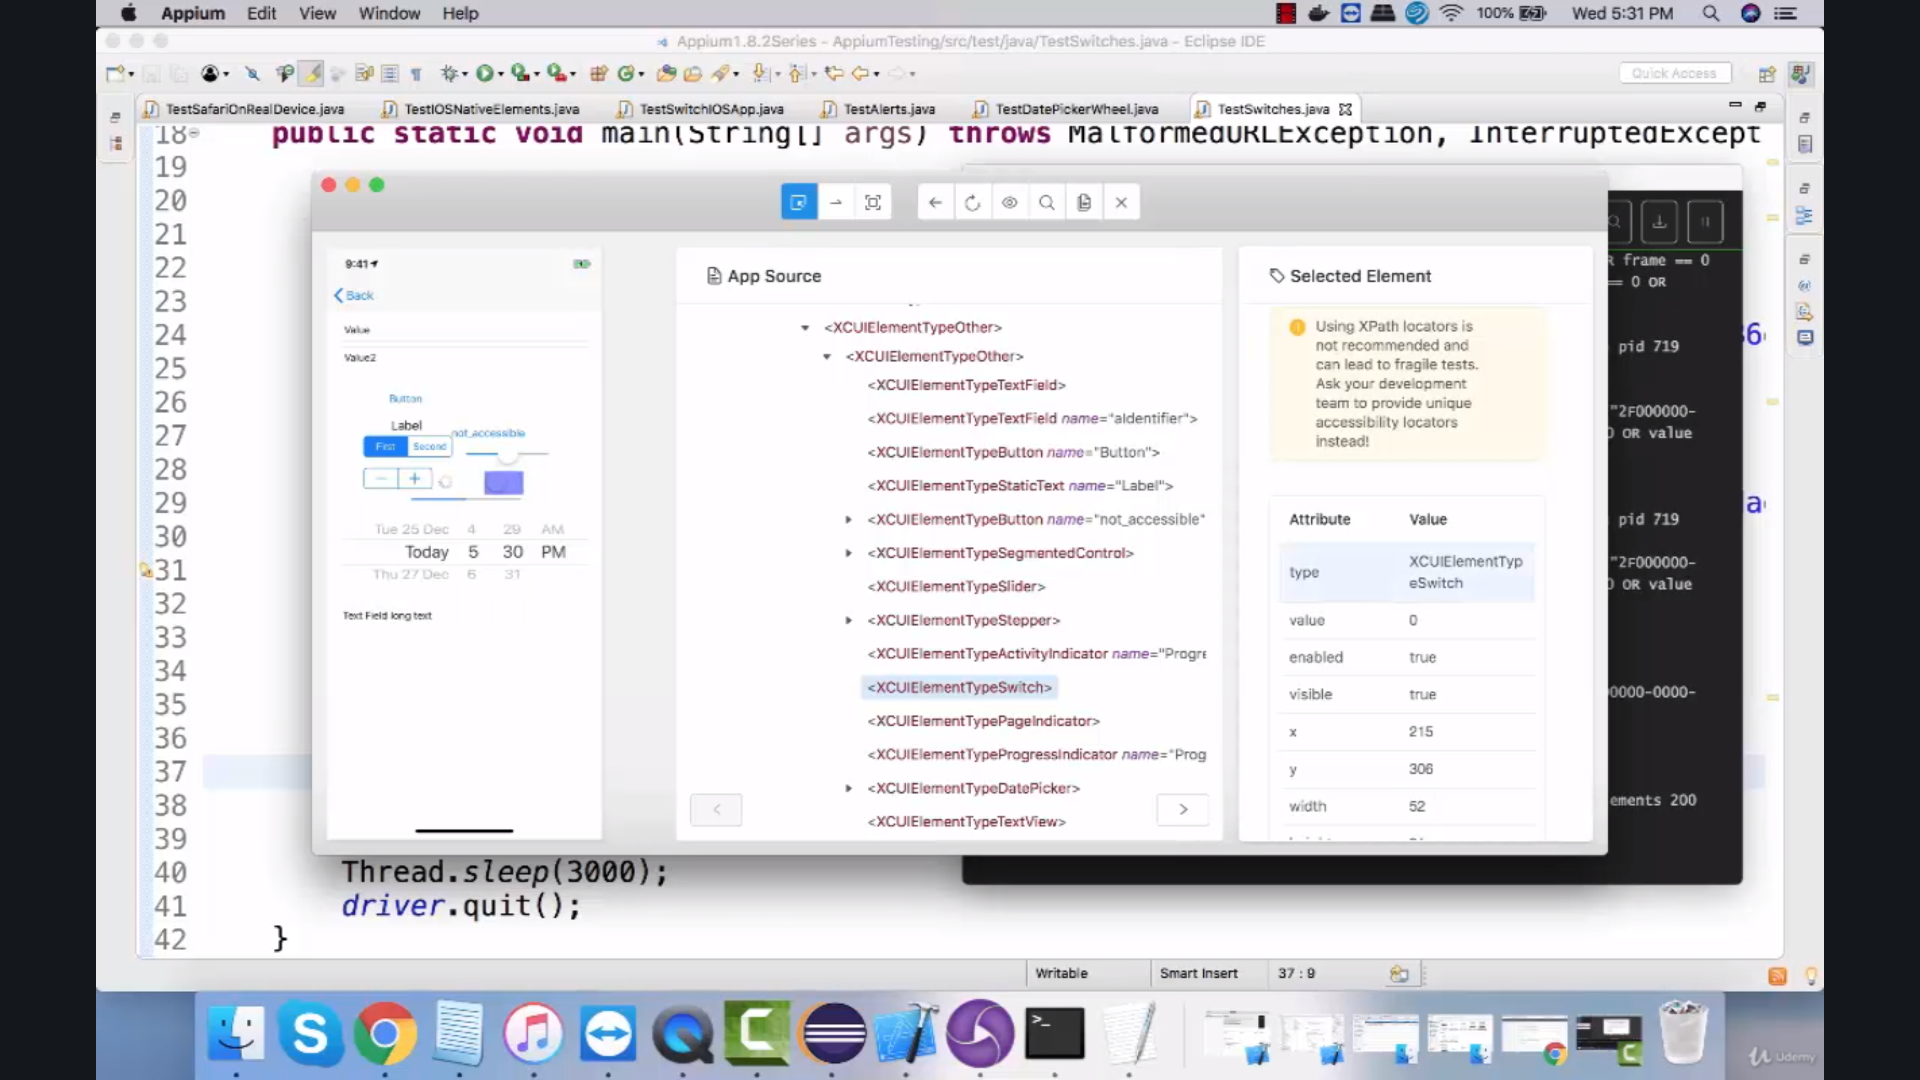 Appium Edit View Window Help
100% Wed 5:31 PM
Appium1.8.2Series - AppiumTesting/src/test/java/TestSwitches.java - Eclipse IDE
Quick Access
TestSafariOnRealDevice.java TestIOSNativeElements.java TestSwitchIOSApp.java TestAlerts.java TestDatePickerWheel.java TestSwitches.java
18 public static void main(String[] args) throws MalformedURLException, InterruptedExcept
19
20
21
22
23
24
25
26
27
28
29
30
31
32
33
34
35
36
37
38
39
40 Thread.sleep(3000);
41 driver.quit();
42 }
9:41
Back
Value
Value2
Button
Label
not_accessible
First Second
− +
Tue 25 Dec 4 29 AM
Today 5 30 PM
Thu 27 Dec 6 31
Text Field long text
App Source
<XCUIElementTypeOther>
<XCUIElementTypeOther>
<XCUIElementTypeTextField>
<XCUIElementTypeTextField name="aIdentifier">
<XCUIElementTypeButton name="Button">
<XCUIElementTypeStaticText name="Label">
<XCUIElementTypeButton name="not_accessible"
<XCUIElementTypeSegmentedControl>
<XCUIElementTypeSlider>
<XCUIElementTypeStepper>
<XCUIElementTypeActivityIndicator name="Progre
<XCUIElementTypeSwitch>
<XCUIElementTypePageIndicator>
<XCUIElementTypeProgressIndicator name="Prog
<XCUIElementTypeDatePicker>
<XCUIElementTypeTextView>
Selected Element
Using XPath locators is
not recommended and
can lead to fragile tests.
Ask your development
team to provide unique
accessibility locators
instead!
Attribute Value
type XCUIElementTyp
eSwitch
value 0
enabled true
visible true
x 215
y 306
width 52
R frame == 0
== 0 OR
pid 719
"2F000000-
OR value
pid 719
"2F000000-
OR value
0000-0000-
ements 200
Writable Smart Insert 37 : 9
Udemy